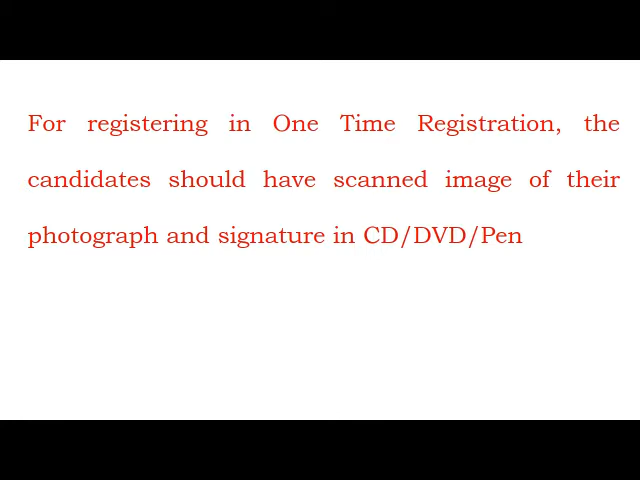 For registering in One Time Registration, the
candidates should have scanned image of their
photograph and signature in CD/DVD/Pen